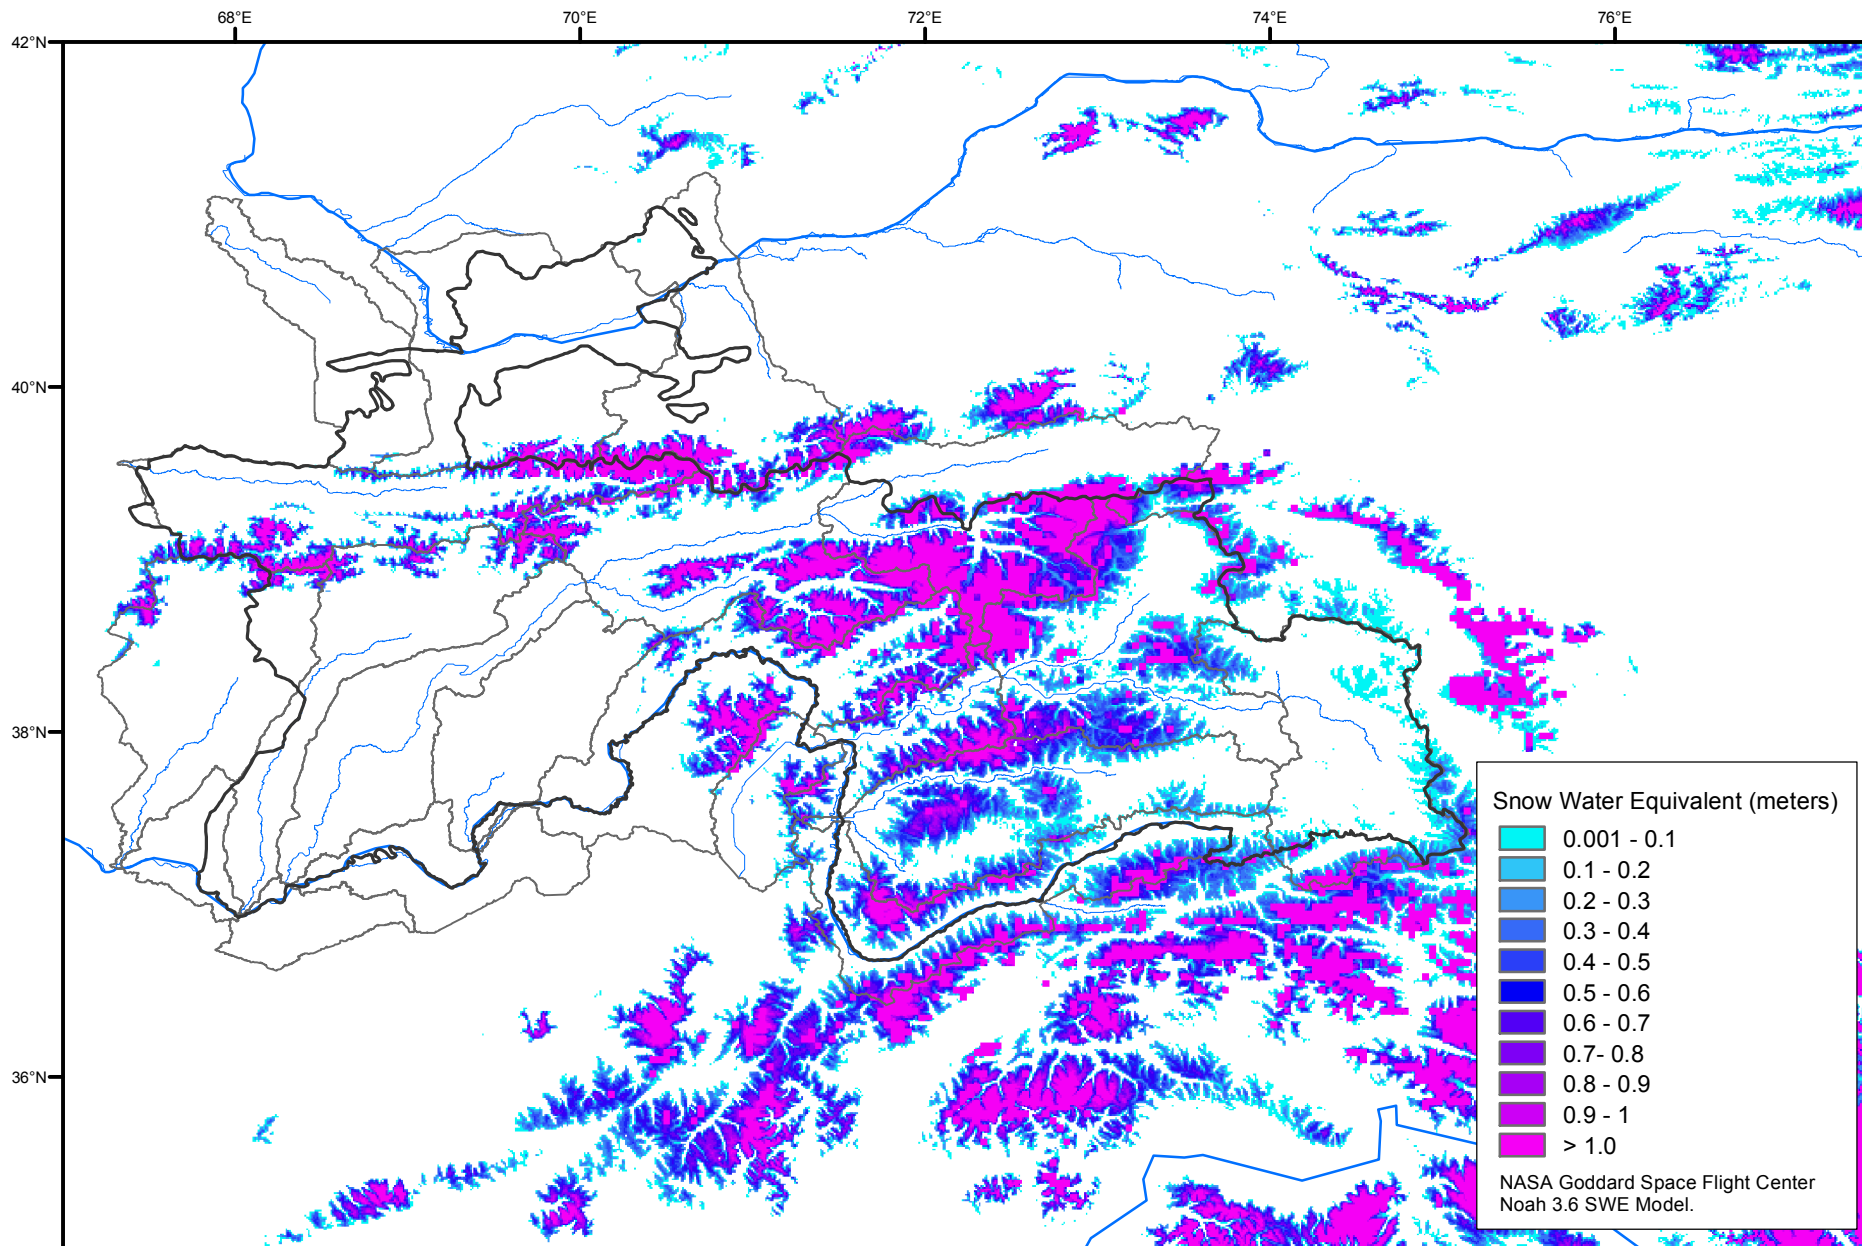 68°E
70°E
72°E
74°E
76°E
42°N
40°N
38°N
36°N
Snow Water Equivalent (meters)
0.001 - 0.1
0.1 - 0.2
0.2 - 0.3
0.3 - 0.4
0.4 - 0.5
0.5 - 0.6
0.6 - 0.7
0.7- 0.8
0.8 - 0.9
0.9 - 1
> 1.0
NASA Goddard Space Flight Center
Noah 3.6 SWE Model.